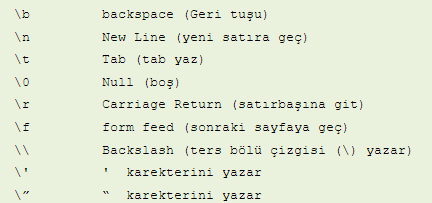 \b backspace (Geri tuşu)
\n New Line (yeni satıra geç)
\t Tab (tab yaz)
\0 Null (boş)
\r Carriage Return (satırbaşına git)
\f form feed (sonraki sayfaya geç)
\\ Backslash (ters bölü çizgisi (\) yazar)
\' ' karekterini yazar
\” “ karekterini yazar